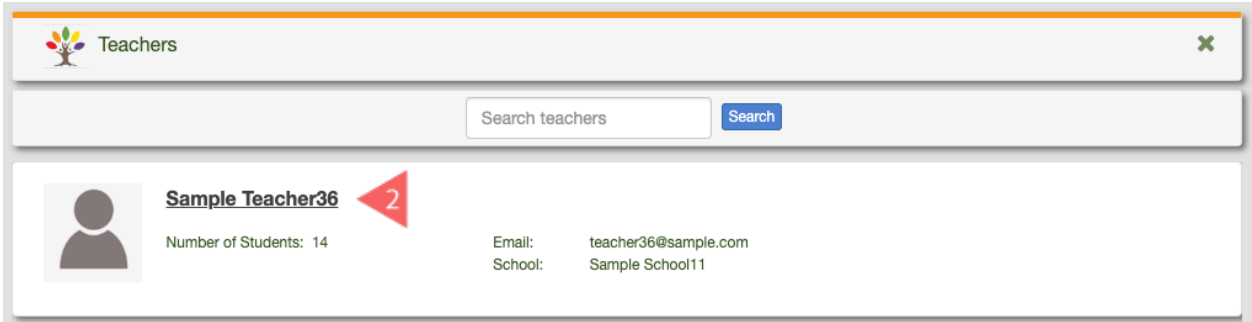 Teachers
Search teachers
Search
Sample Teacher36
2
Number of Students: 14
Email: teacher36@sample.com
School: Sample School11